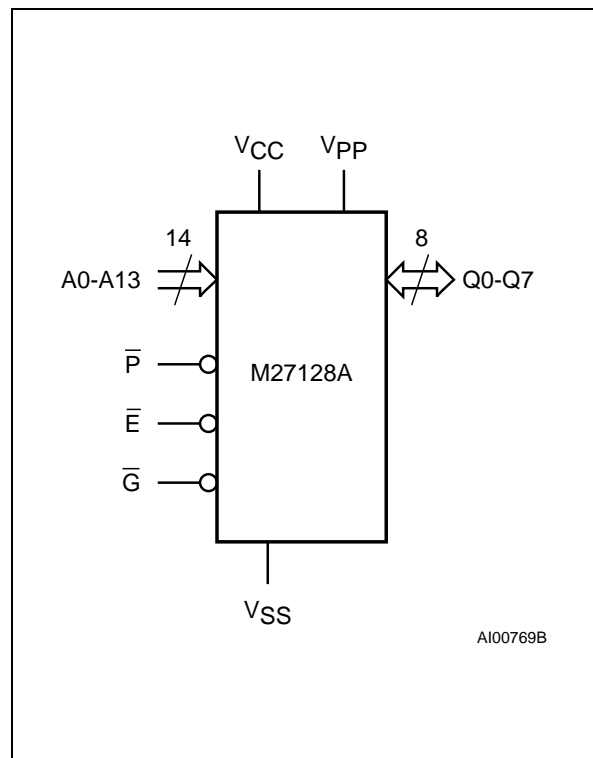 VCC VPP
14 8
A0-A13 Q0-Q7
P̅
M27128A
E̅
G̅
VSS
AI00769B